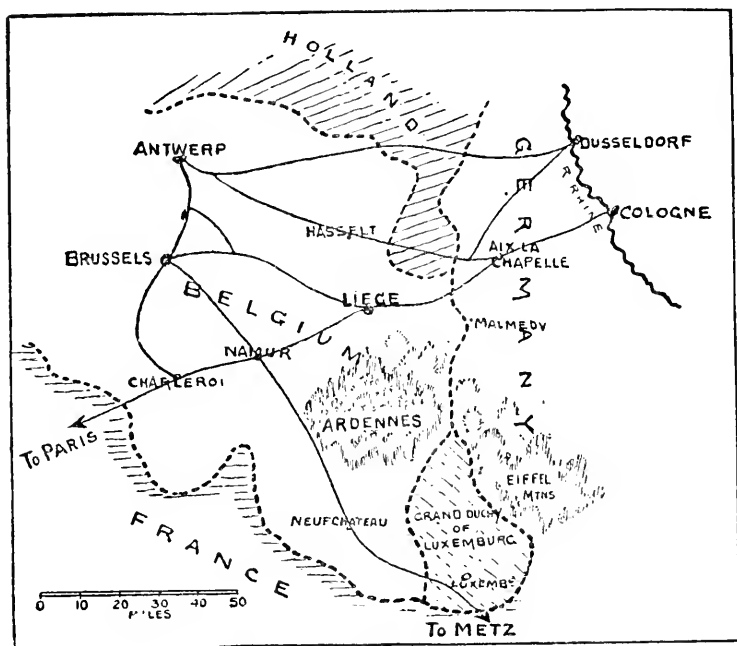 HOLLAND
GERMANY
ANTWERP
DUSSELDORF
R. RHINE
COLOGNE
HASSELT
AIX LA
CHAPELLE
BRUSSELS
BELGIUM
LIEGE
MALMEDY
NAMUR
CHARLEROI
TO PARIS
ARDENNES
EIFFEL
MTNS
NEUFCHATEAU
GRAND DUCHY
OF
LUXEMBURG
FRANCE
LUXEMBG
0 10 20 30 40 50
MILES
TO METZ